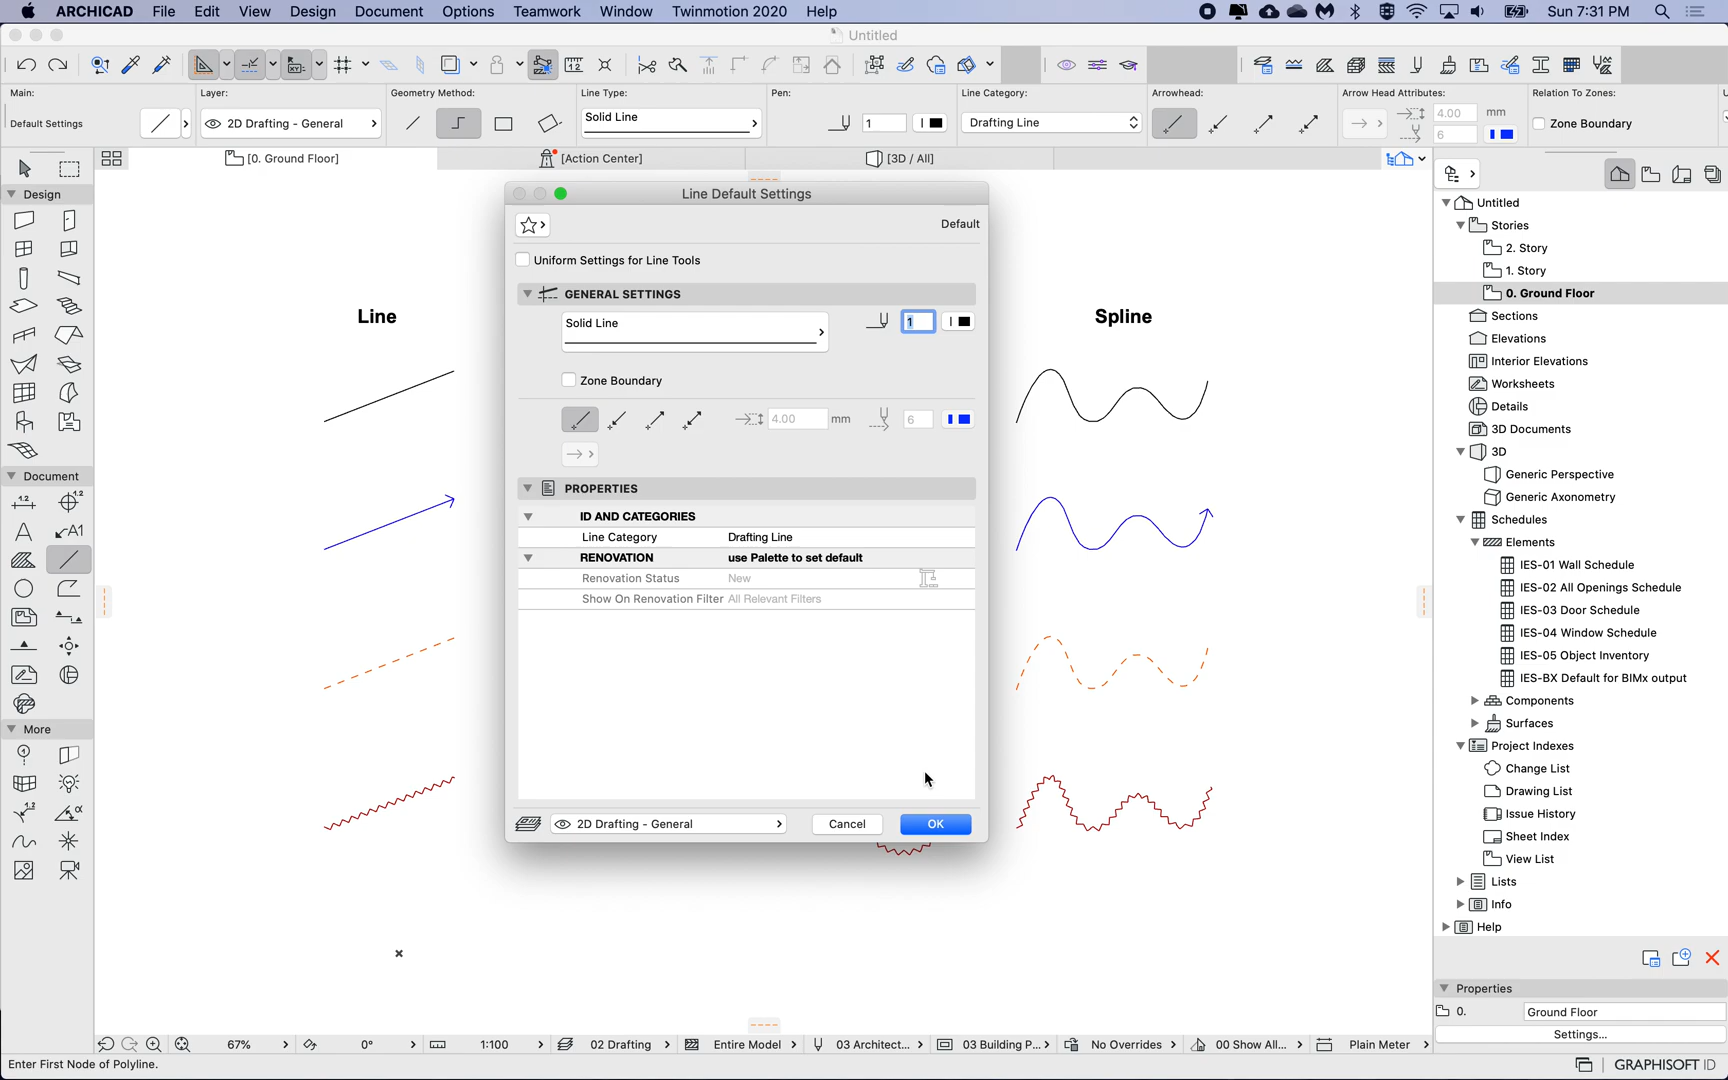 ARCHICAD File Edit View Design Document Options Teamwork Window Twinmotion 2020 Help Sun 7:31 PM
Untitled
Main: Layer: Geometry Method: Line Type: Pen: Line Category: Arrowhead: Arrow Head Attributes: Relation To Zones:
Default Settings 2D Drafting - General Solid Line 1 Drafting Line 4.00 mm 6 Zone Boundary
[0. Ground Floor] [Action Center] [3D / All]
Design
Document
More
Line
Spline
Line Default Settings
Default
Uniform Settings for Line Tools
GENERAL SETTINGS
Solid Line 1
Zone Boundary
4.00 mm 6
PROPERTIES
ID AND CATEGORIES
Line Category Drafting Line
RENOVATION use Palette to set default
Renovation Status New
Show On Renovation Filter All Relevant Filters
2D Drafting - General Cancel OK
Untitled
Stories
2. Story
1. Story
0. Ground Floor
Sections
Elevations
Interior Elevations
Worksheets
Details
3D Documents
3D
Generic Perspective
Generic Axonometry
Schedules
Elements
IES-01 Wall Schedule
IES-02 All Openings Schedule
IES-03 Door Schedule
IES-04 Window Schedule
IES-05 Object Inventory
IES-BX Default for BIMx output
Components
Surfaces
Project Indexes
Change List
Drawing List
Issue History
Sheet Index
View List
Lists
Info
Help
Properties
0. Ground Floor
Settings...
67% 0° 1:100 02 Drafting Entire Model 03 Architect... 03 Building P... No Overrides 00 Show All... Plain Meter
Enter First Node of Polyline. GRAPHISOFT ID